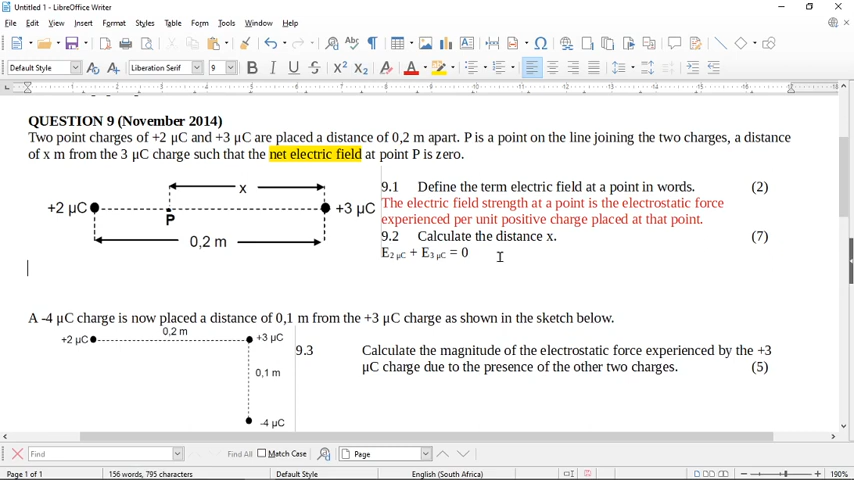 Untitled 1 - LibreOffice Writer
File Edit View Insert Format Styles Table Form Tools Window Help
Default Style Liberation Serif 9
QUESTION 9 (November 2014)
Two point charges of +2 μC and +3 μC are placed a distance of 0,2 m apart. P is a point on the line joining the two charges, a distance
of x m from the 3 μC charge such that the net electric field at point P is zero.
x
+2 μC
P
+3 μC
0,2 m
9.1 Define the term electric field at a point in words. (2)
The electric field strength at a point is the electrostatic force
experienced per unit positive charge placed at that point.
9.2 Calculate the distance x. (7)
E2 μC + E3 μC = 0
A -4 μC charge is now placed a distance of 0,1 m from the +3 μC charge as shown in the sketch below.
0,2 m
+2 μC
+3 μC
0,1 m
-4 μC
9.3 Calculate the magnitude of the electrostatic force experienced by the +3
μC charge due to the presence of the other two charges. (5)
Find Find All Match Case Page
Page 1 of 1 156 words, 795 characters Default Style English (South Africa) 190%